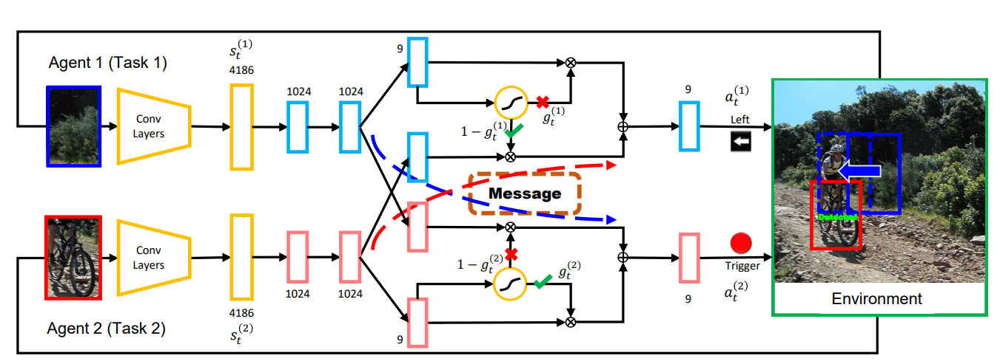 Agent 1 (Task 1)
s_t^{(1)}
4186
Conv
Layers
1024
1024
9
g_t^{(1)}
1 − g_t^{(1)}
9
a_t^{(1)}
Left
Message
Detected
Environment
Agent 2 (Task 2)
Conv
Layers
4186
s_t^{(2)}
1024
1024
9
1 − g_t^{(2)}
g_t^{(2)}
9
Trigger
a_t^{(2)}